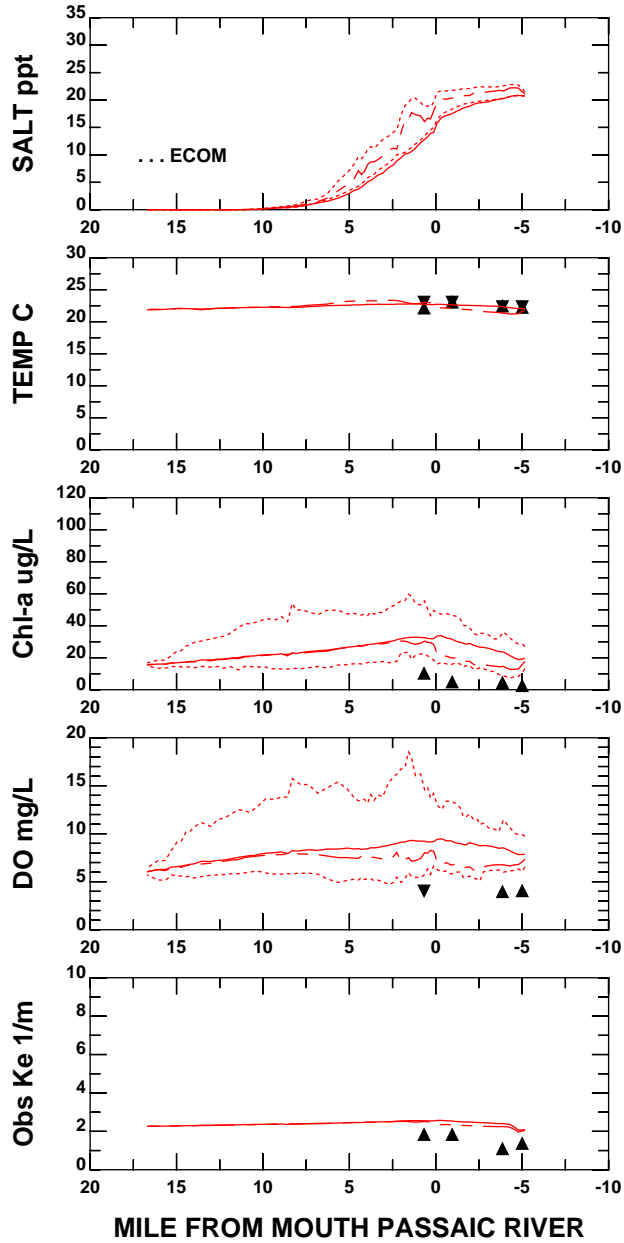 SALT ppt
35
30
25
20
15
10
5
0
. . . ECOM
20 15 10 5 0 -5 -10
TEMP C
30
25
20
15
10
5
0
20 15 10 5 0 -5 -10
Chl-a ug/L
120
100
80
60
40
20
0
20 15 10 5 0 -5 -10
DO mg/L
20
15
10
5
0
20 15 10 5 0 -5 -10
Obs Ke 1/m
10
8
6
4
2
0
20 15 10 5 0 -5 -10
MILE FROM MOUTH PASSAIC RIVER